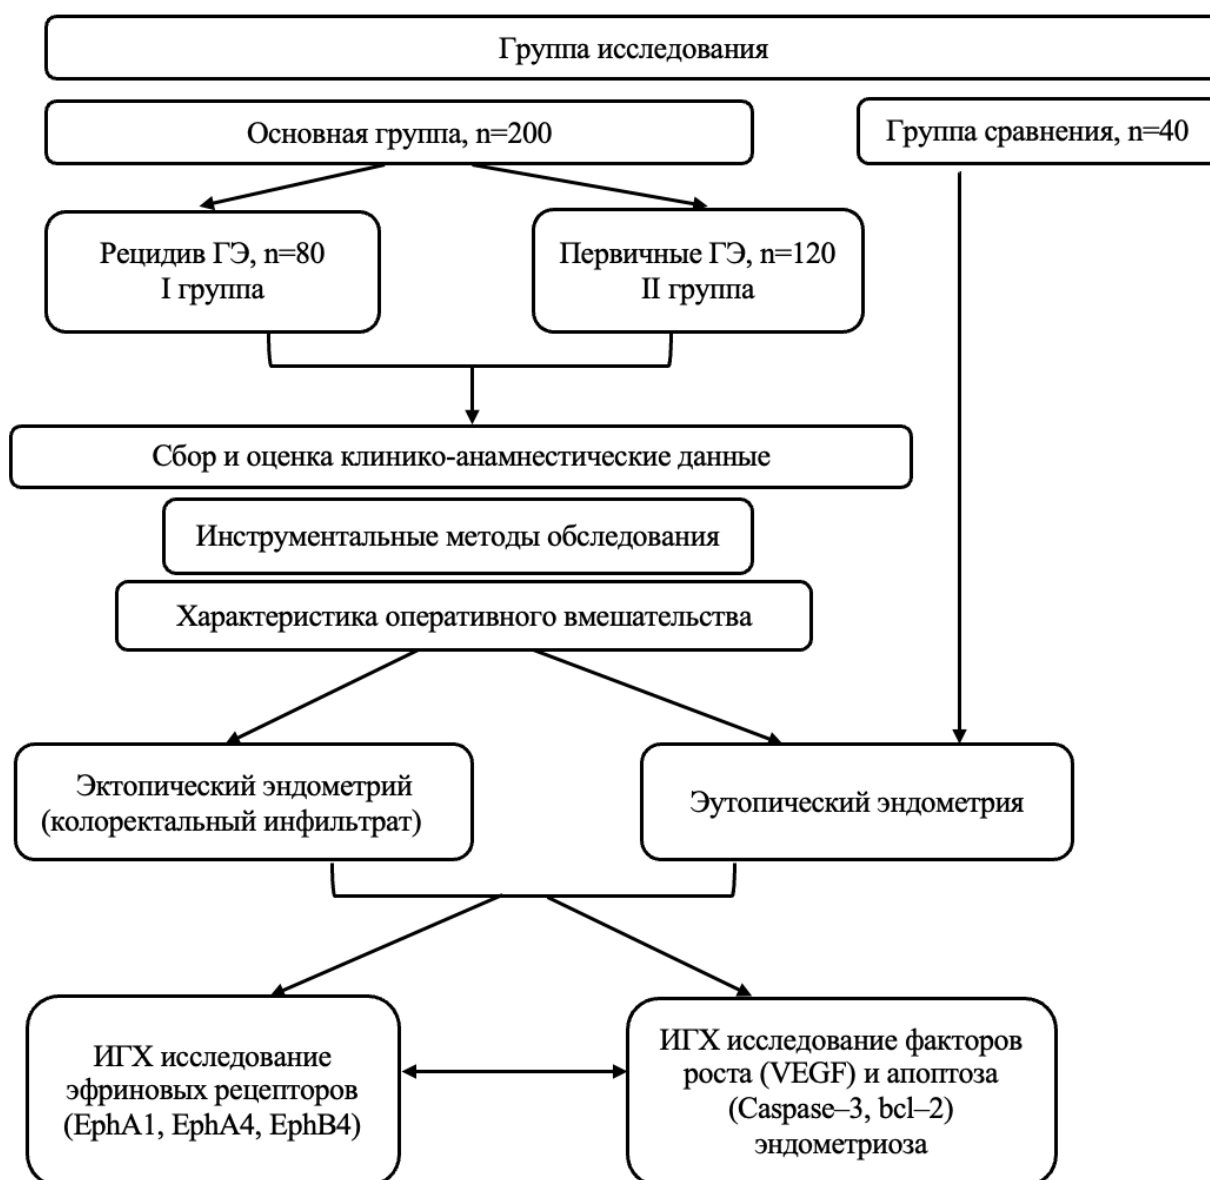 Группа исследования
Основная группа, n=200
Группа сравнения, n=40
Рецидив ГЭ, n=80
I группа
Первичные ГЭ, n=120
II группа
Сбор и оценка клинико-анамнестические данные
Инструментальные методы обследования
Характеристика оперативного вмешательства
Эктопический эндометрий
(колоректальный инфильтрат)
Эутопический эндометрия
ИГХ исследование
эфриновых рецепторов
(EphA1, EphA4, EphB4)
ИГХ исследование факторов
роста (VEGF) и апоптоза
(Caspase–3, bcl–2)
эндометриоза